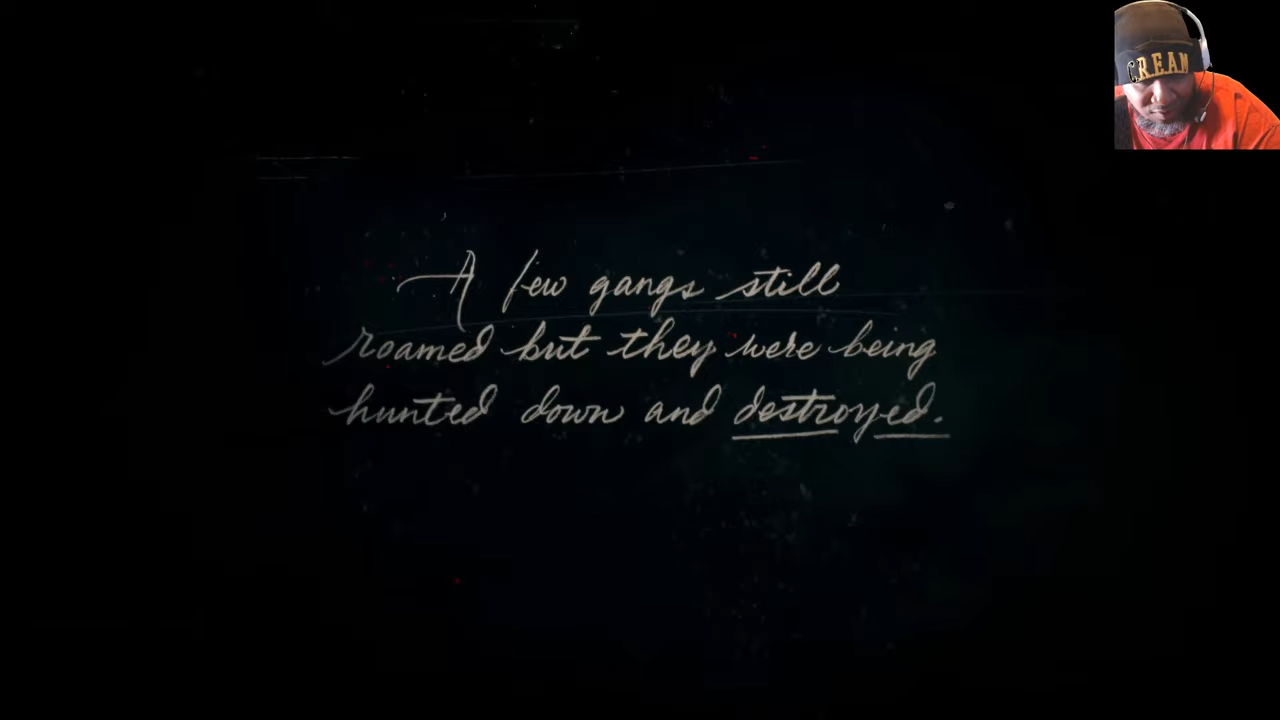 C.R.E.A.M
A few gangs still
roamed but they were being
hunted down and destroyed.